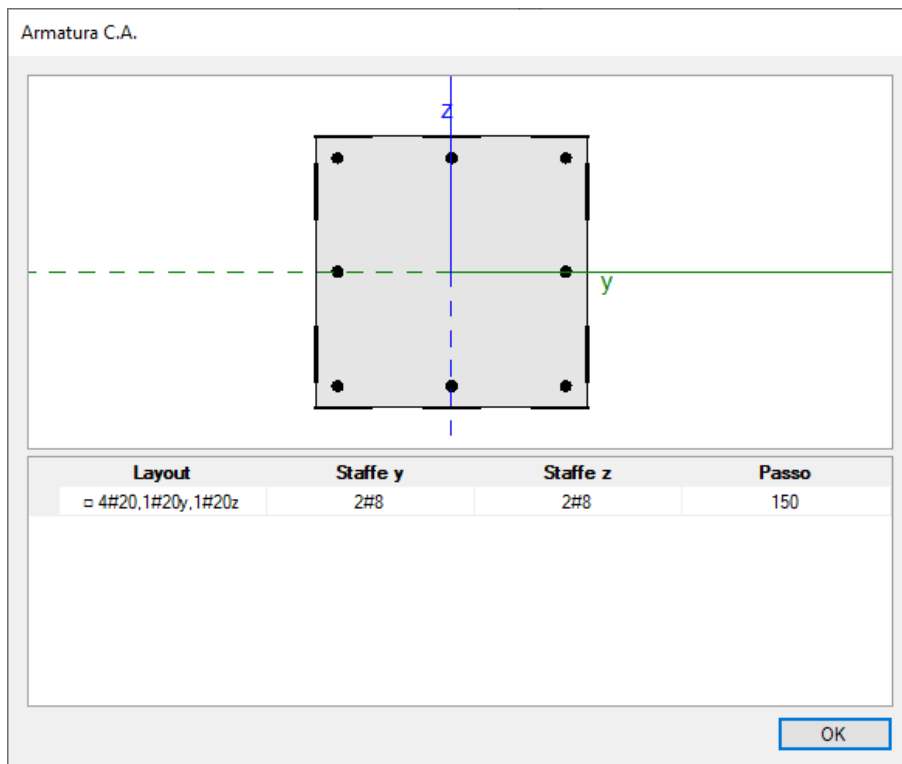 Armatura C.A.
z
y
Layout Staffe y Staffe z Passo
▫ 4#20,1#20y,1#20z 2#8 2#8 150
OK